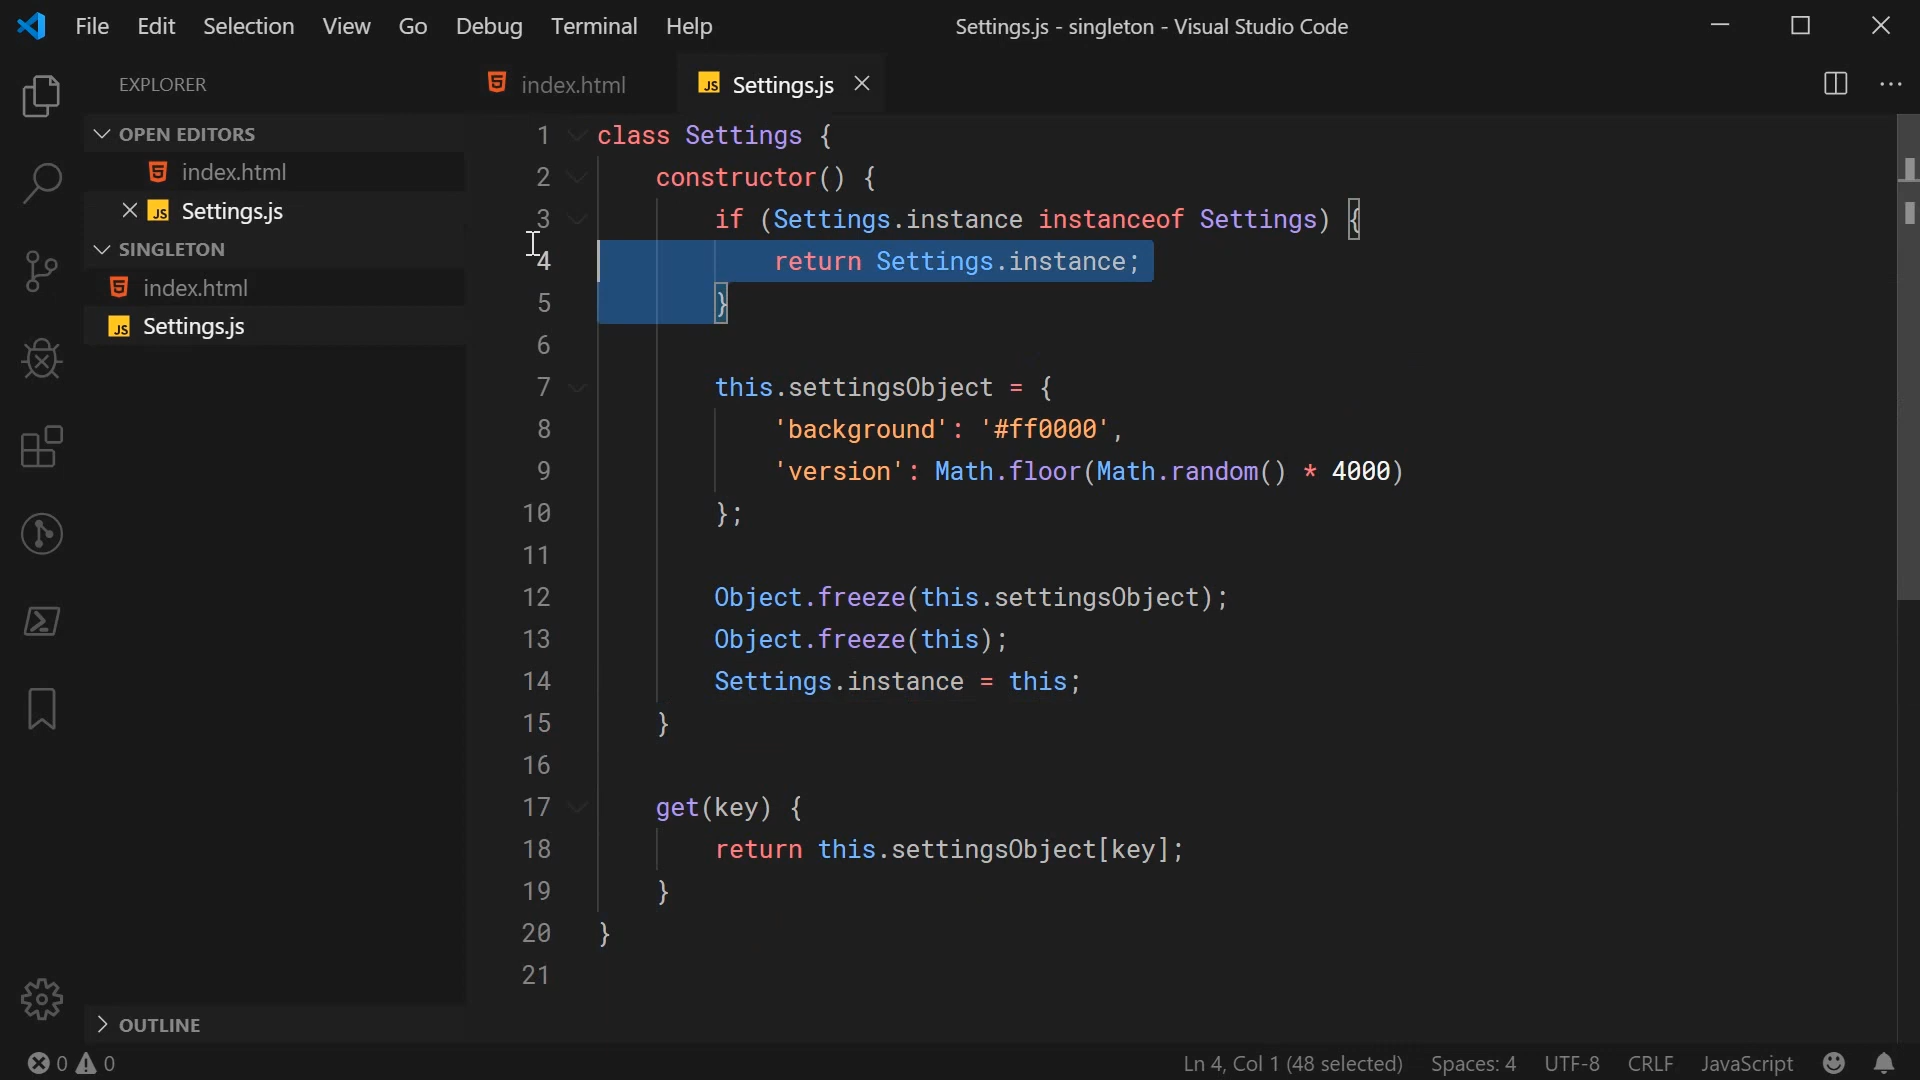 File Edit Selection View Go Debug Terminal Help Settings.js - singleton - Visual Studio Code
EXPLORER
OPEN EDITORS
index.html
Settings.js
SINGLETON
index.html
Settings.js
OUTLINE
index.html JS Settings.js
1 class Settings {
2     constructor() {
3         if (Settings.instance instanceof Settings) {
4             return Settings.instance;
5         }
6
7         this.settingsObject = {
8             'background': '#ff0000',
9             'version': Math.floor(Math.random() * 4000)
10         };
11
12         Object.freeze(this.settingsObject);
13         Object.freeze(this);
14         Settings.instance = this;
15     }
16
17     get(key) {
18         return this.settingsObject[key];
19     }
20 }
21
0 0 Ln 4, Col 1 (48 selected) Spaces: 4 UTF-8 CRLF JavaScript